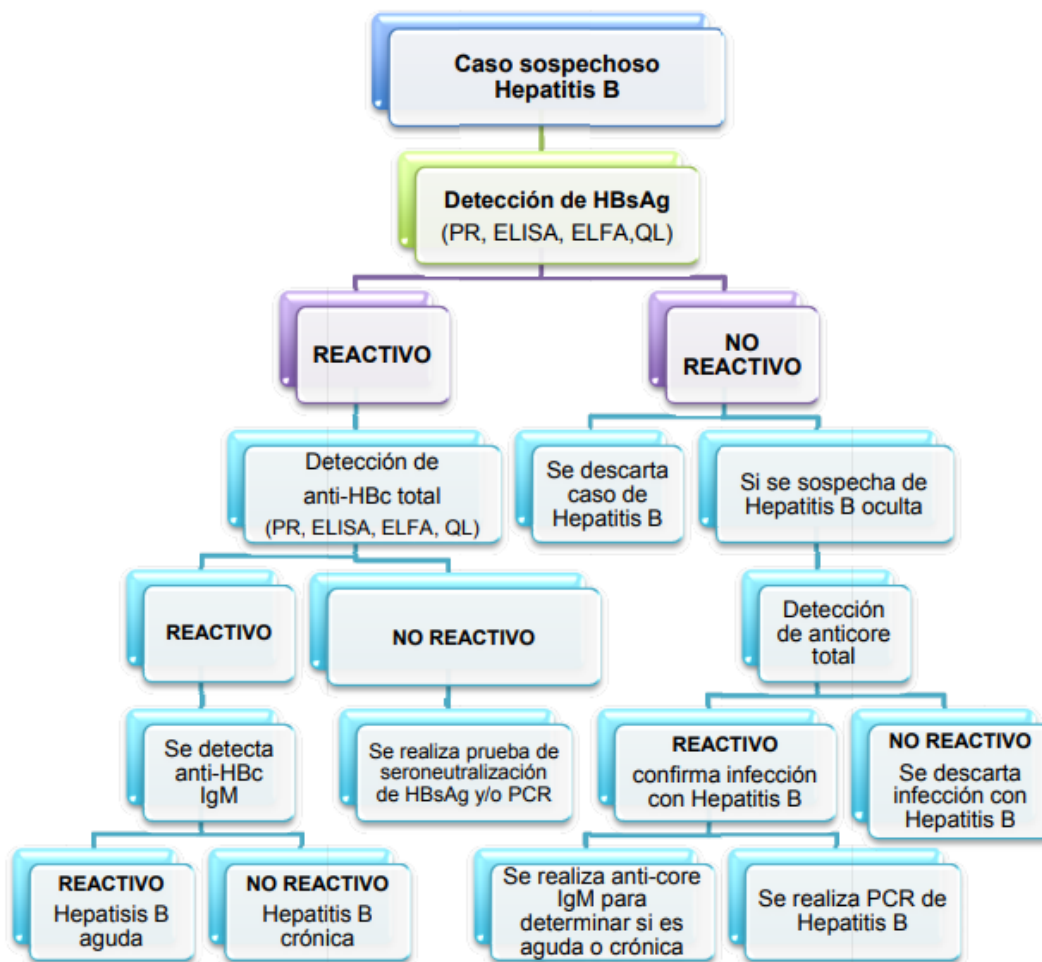 Caso sospechoso
Hepatitis B
Detección de HBsAg
(PR, ELISA, ELFA,QL)
REACTIVO
NO
REACTIVO
Detección de
anti-HBc total
(PR, ELISA, ELFA, QL)
Se descarta
caso de
Hepatitis B
Si se sospecha de
Hepatitis B oculta
REACTIVO
NO REACTIVO
Detección
de anticore
total
Se detecta
anti-HBc
IgM
Se realiza prueba de
seroneutralización
de HBsAg y/o PCR
REACTIVO
confirma infección
con Hepatitis B
NO REACTIVO
Se descarta
infección con
Hepatitis B
REACTIVO
Hepatisis B
aguda
NO REACTIVO
Hepatitis B
crónica
Se realiza anti-core
IgM para
determinar si es
aguda o crónica
Se realiza PCR de
Hepatitis B